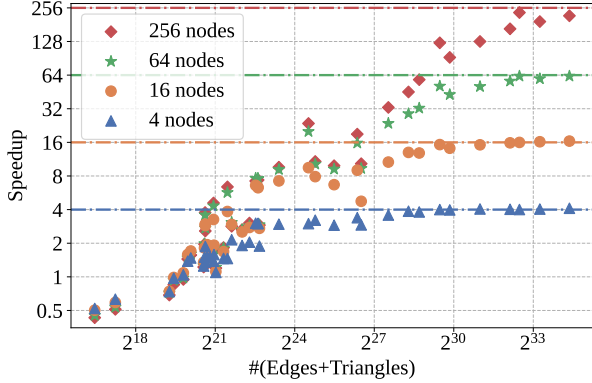 256
128
64
32
16
8
4
2
1
0.5
Speedup
256 nodes
64 nodes
16 nodes
4 nodes
2^18 2^21 2^24 2^27 2^30 2^33
#(Edges+Triangles)